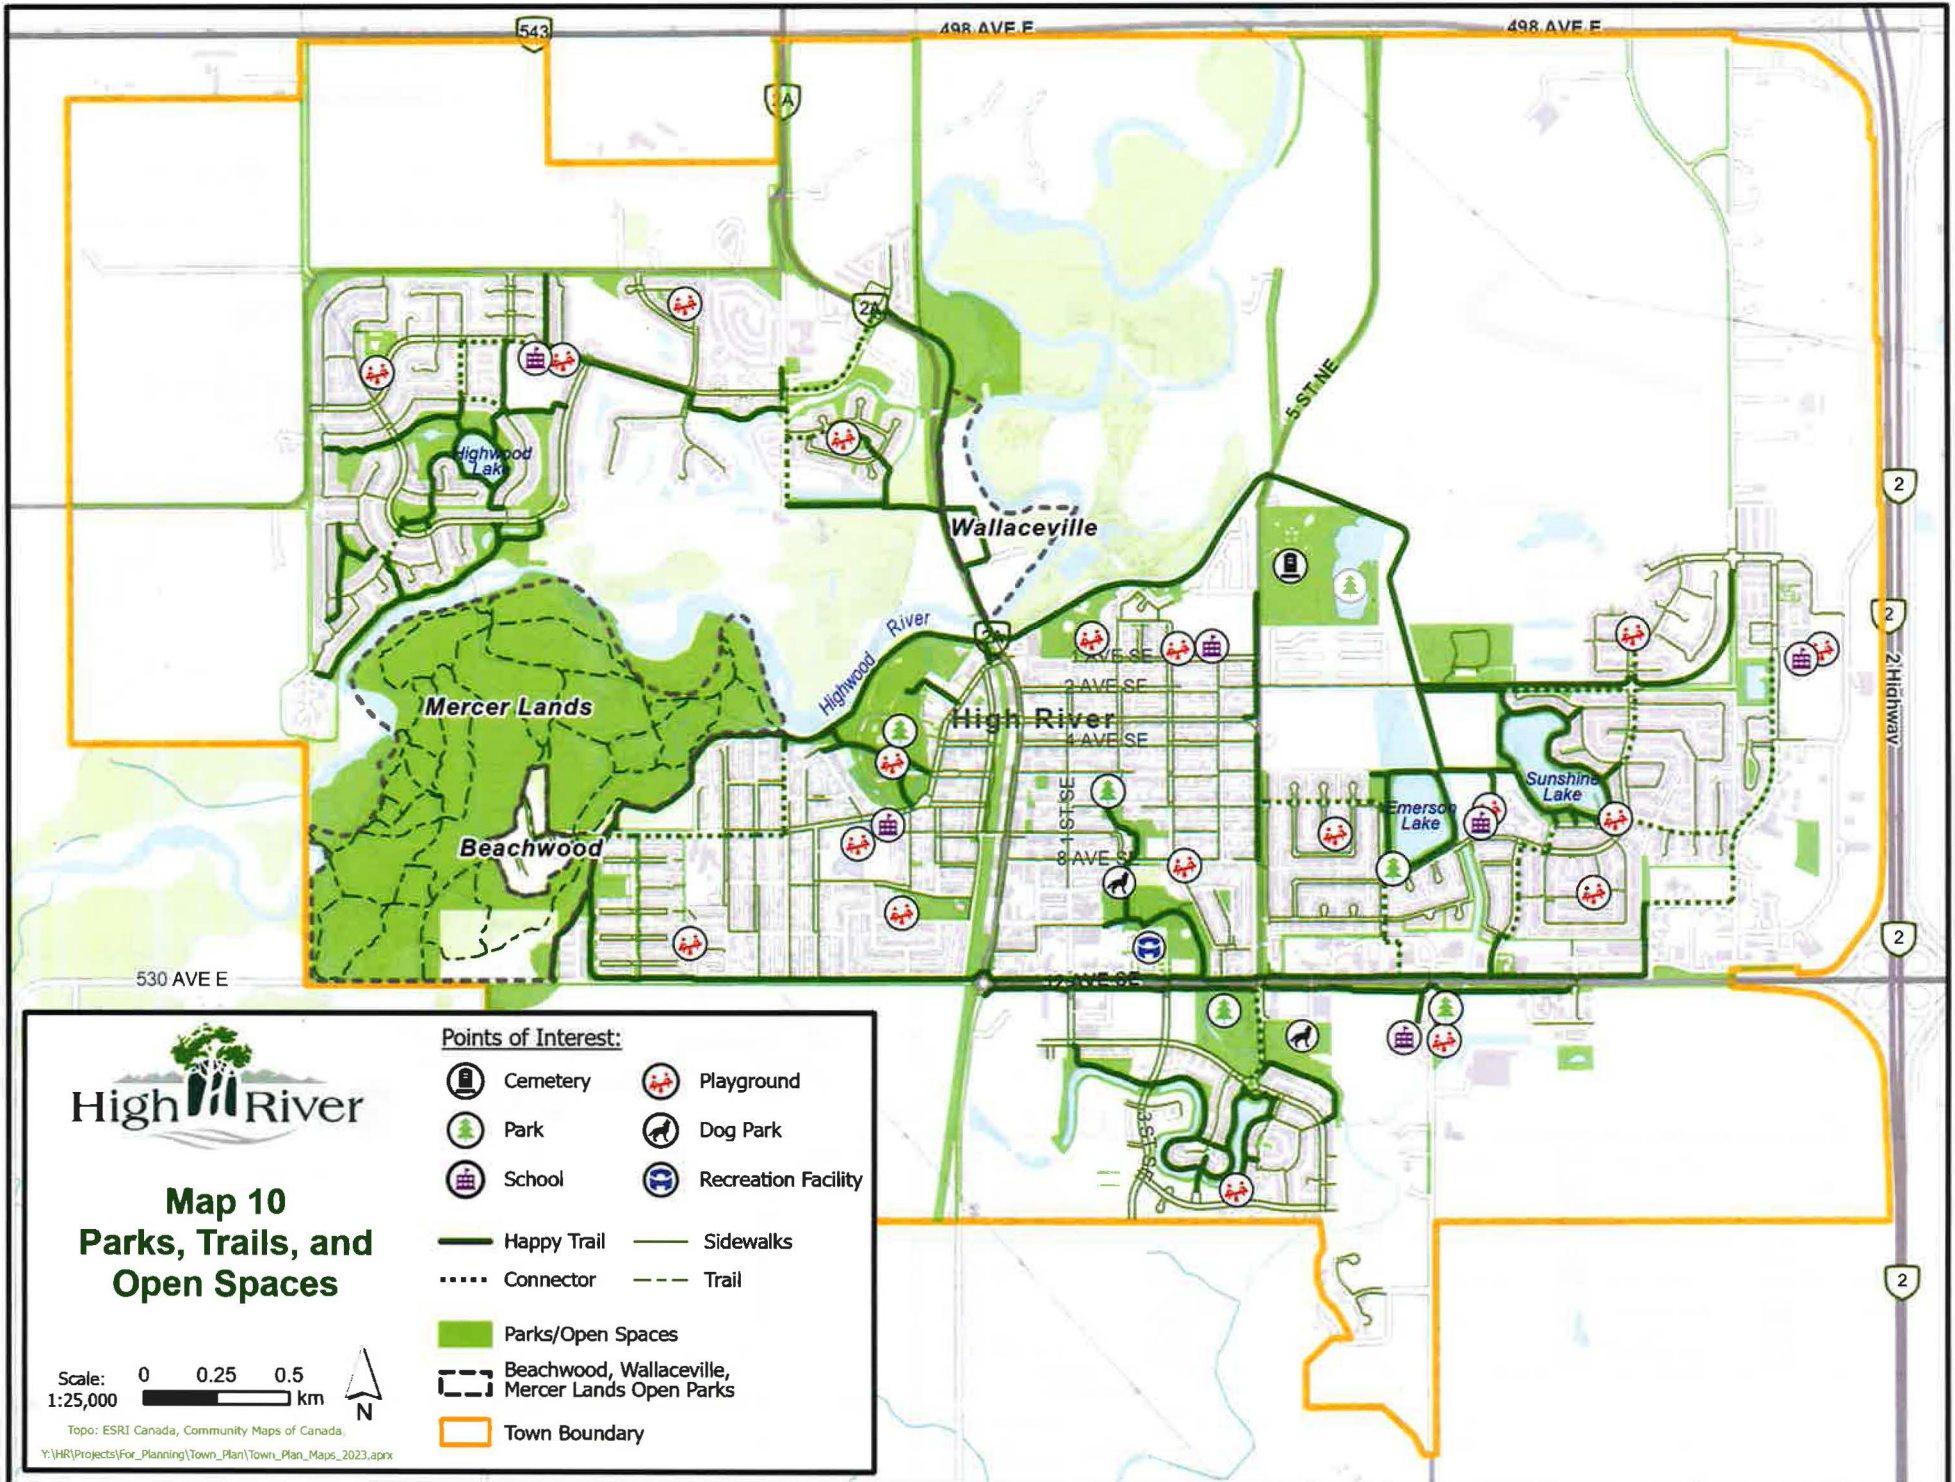 543
498 AVE E
498 AVE E
2A
2A
5 ST NE
Highwood
Lake
2
Wallaceville
2
River
2A
Highwood
1 AVE SE
2 AVE SE
2 Highway
Mercer Lands
High River
4 AVE SE
Sunshine
Lake
Emerson
Lake
1 ST SE
Beachwood
8 AVE SE
2
530 AVE E
12 AVE SE
3 ST SE
2
High River
Map 10
Parks, Trails, and
Open Spaces
Scale:
1:25,000
0 0.25 0.5
km
N
Topo: ESRI Canada, Community Maps of Canada,
Y:\HR\Projects\For_Planning\Town_Plan\Town_Plan_Maps_2023.aprx
Points of Interest:
Cemetery
Playground
Park
Dog Park
School
Recreation Facility
Happy Trail
Sidewalks
Connector
Trail
Parks/Open Spaces
Beachwood, Wallaceville,
Mercer Lands Open Parks
Town Boundary